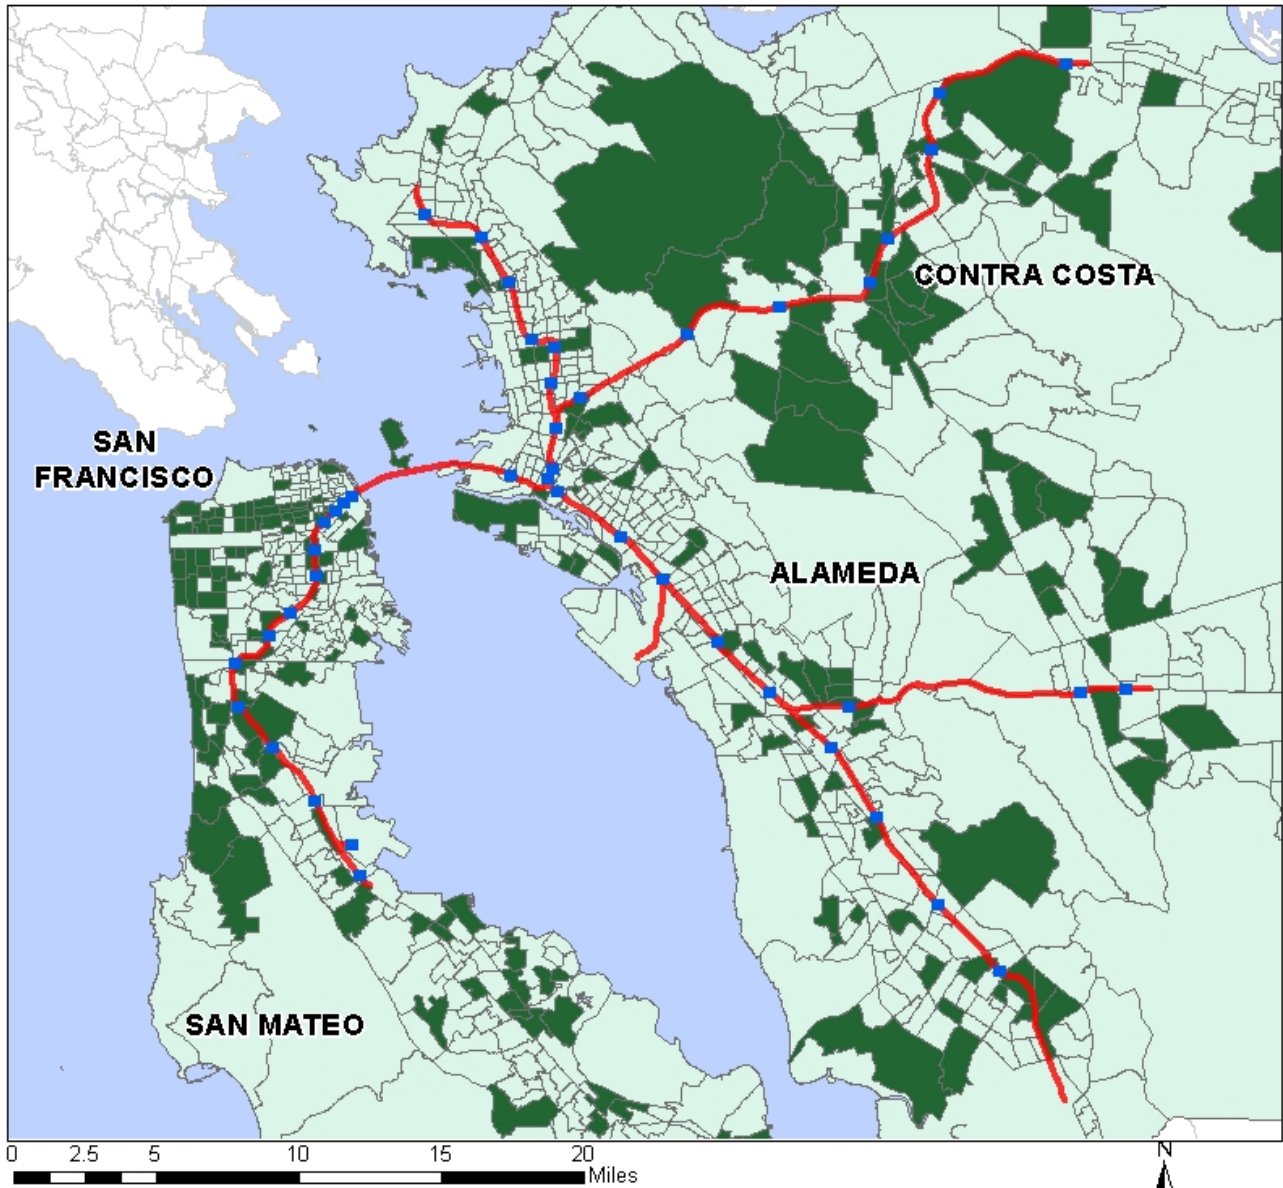 CONTRA COSTA
SAN
FRANCISCO
ALAMEDA
SAN MATEO
0 2.5 5 10 15 20
Miles
N